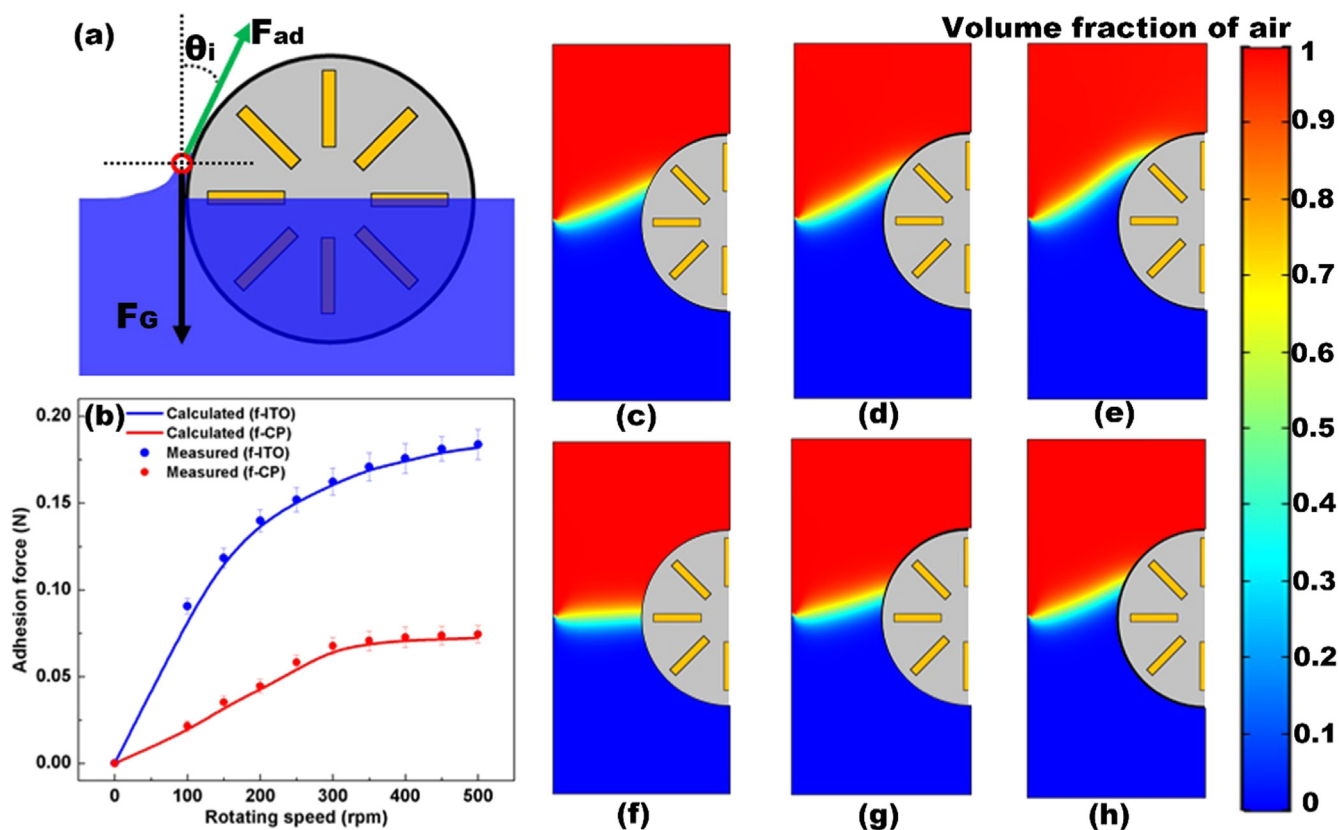 (a)
θi
Fad
FG
Volume fraction of air
1
0.9
0.8
0.7
0.6
0.5
0.4
0.3
0.2
0.1
0
(c)
(d)
(e)
(b)
Calculated (f-ITO)
Calculated (f-CP)
Measured (f-ITO)
Measured (f-CP)
Adhesion force (N)
0.20
0.15
0.10
0.05
0.00
0 100 200 300 400 500
Rotating speed (rpm)
(f)
(g)
(h)